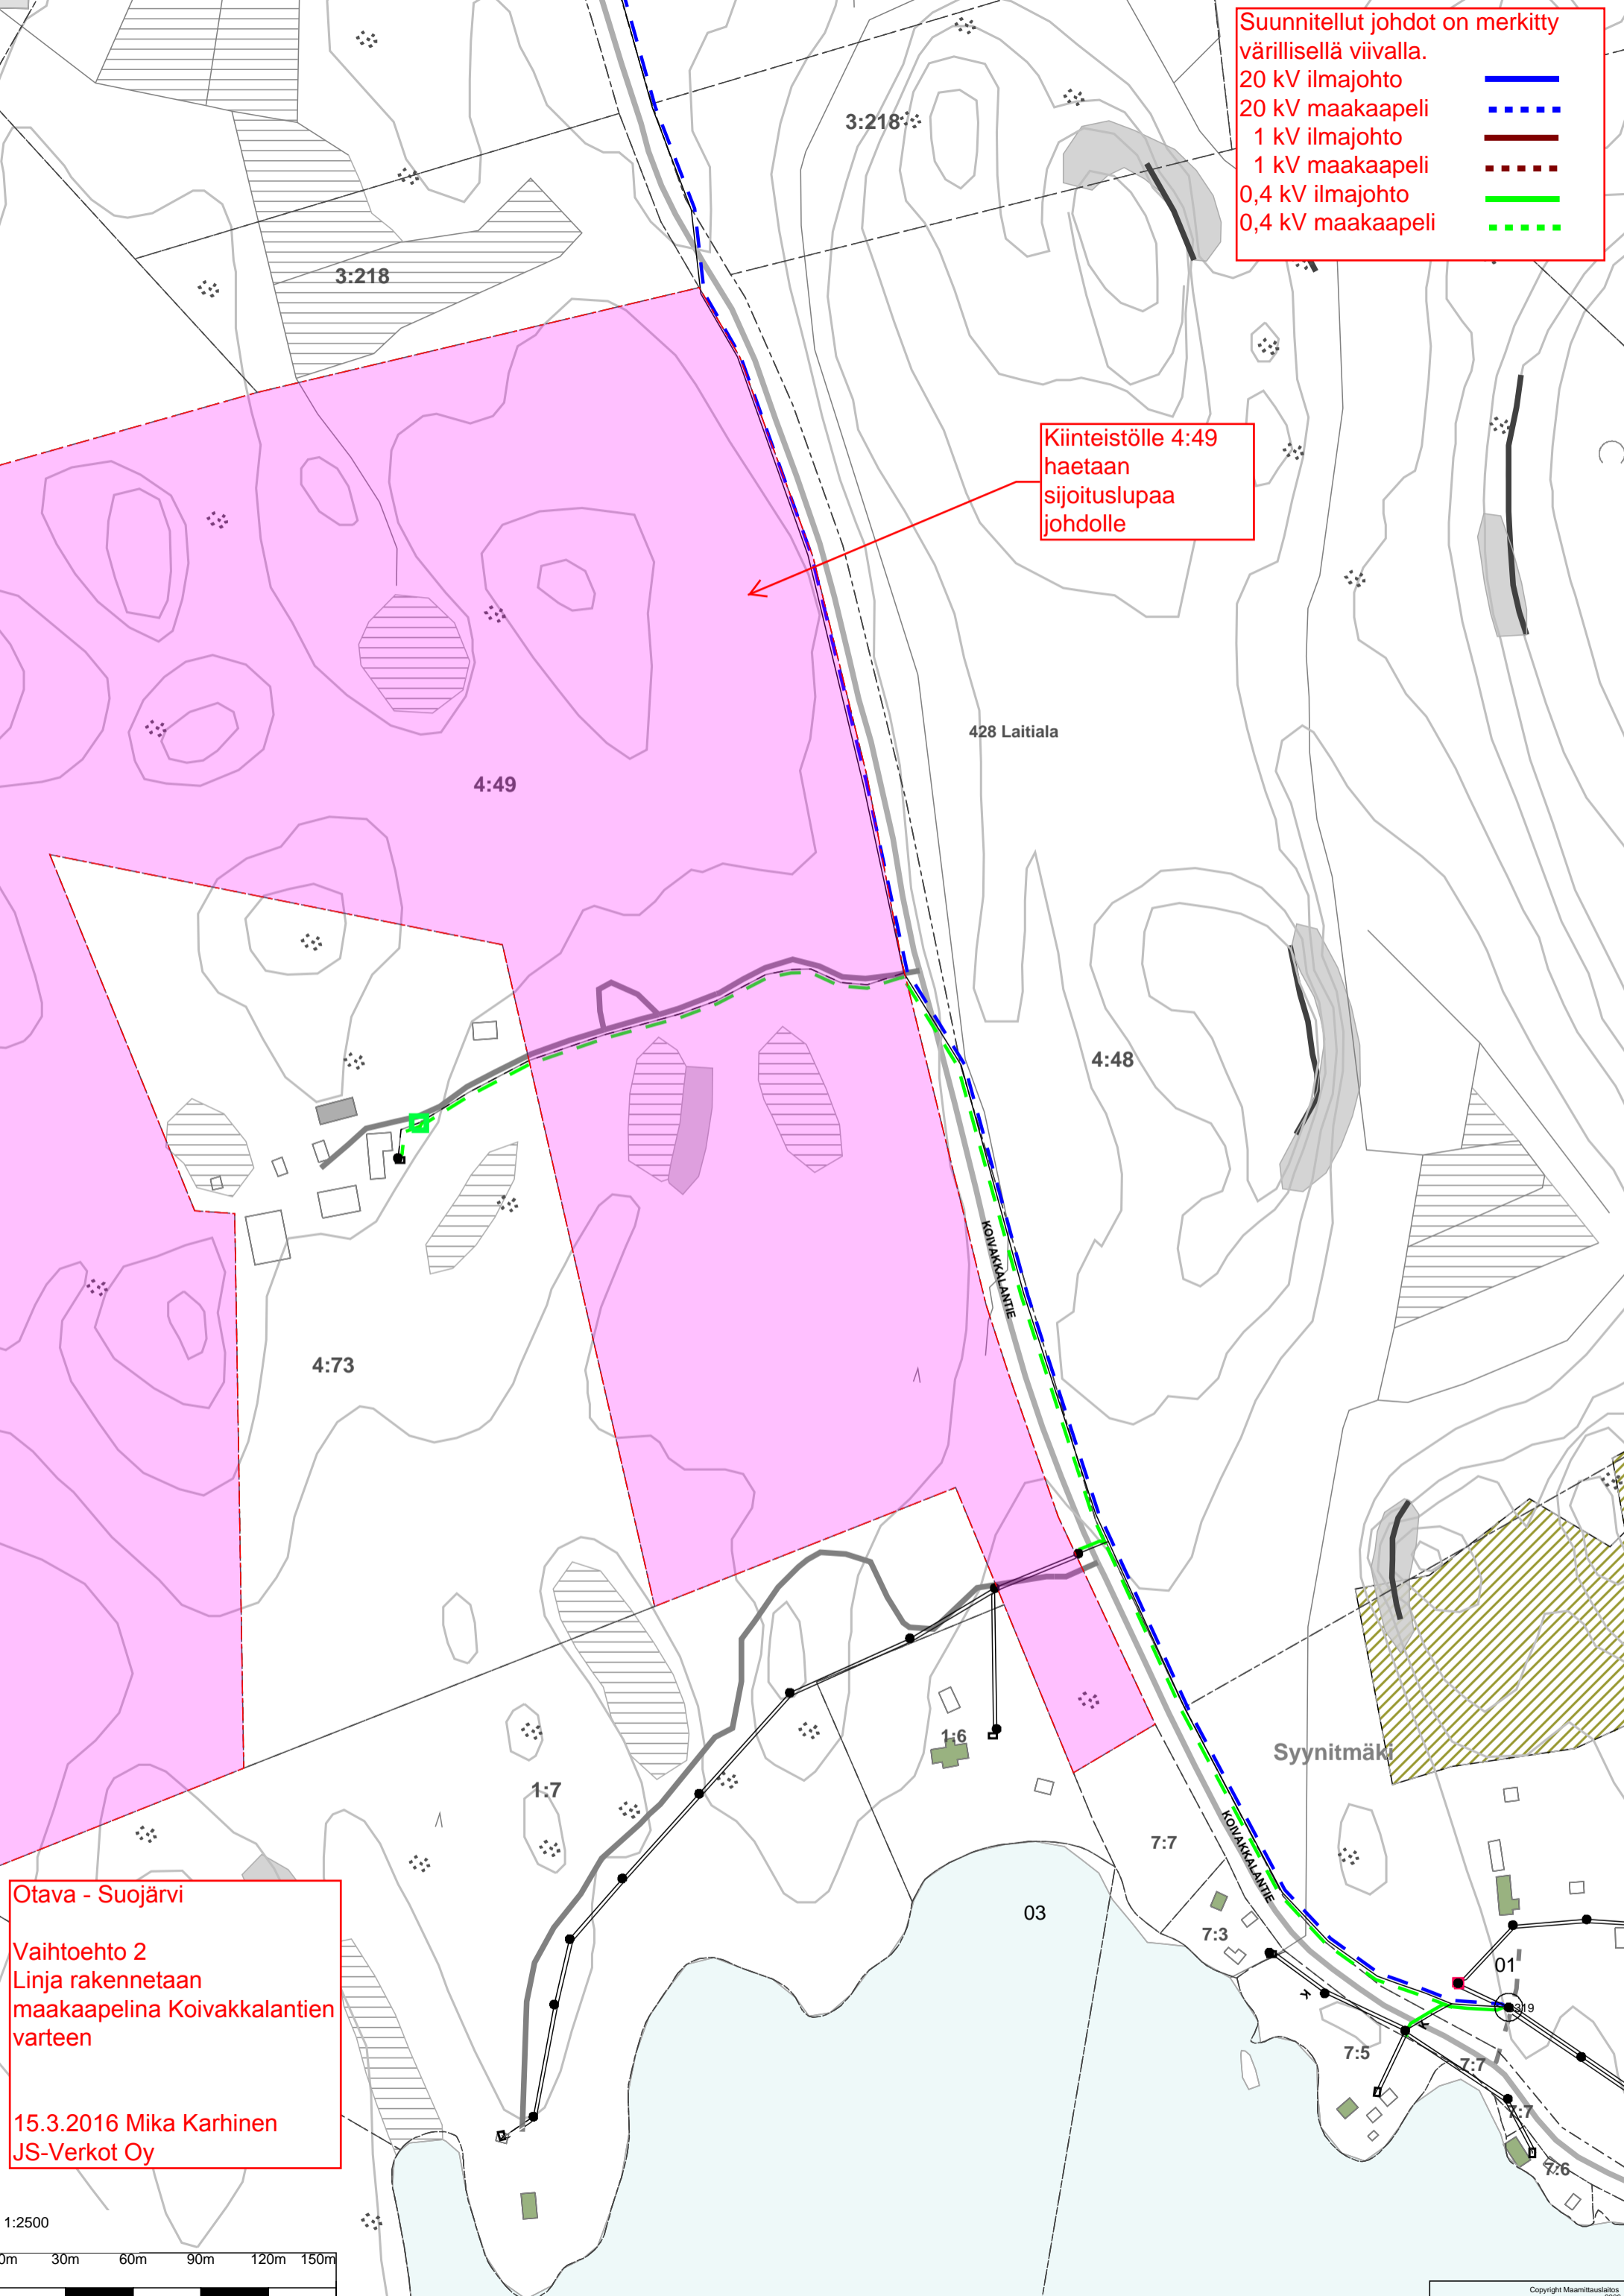 Suunnitellut johdot on merkitty
värillisellä viivalla.
20 kV ilmajohto
20 kV maakaapeli
1 kV ilmajohto
1 kV maakaapeli
0,4 kV ilmajohto
0,4 kV maakaapeli
3:218
3:218
Kiinteistölle 4:49
haetaan
sijoituslupaa
johdolle
428 Laitiala
4:49
4:48
KOIVAKKALANTIE
4:73
1:6
Syynitmäki
1:7
7:7
KOIVAKKALANTIE
03
7:3
01
319
K
K
7:5
7:7
7:7
7:6
Otava - Suojärvi
Vaihtoehto 2
Linja rakennetaan
maakaapelina Koivakkalantien
varteen
15.3.2016 Mika Karhinen
JS-Verkot Oy
1:2500
0m 30m 60m 90m 120m 150m
Copyright Maamittauslaitos